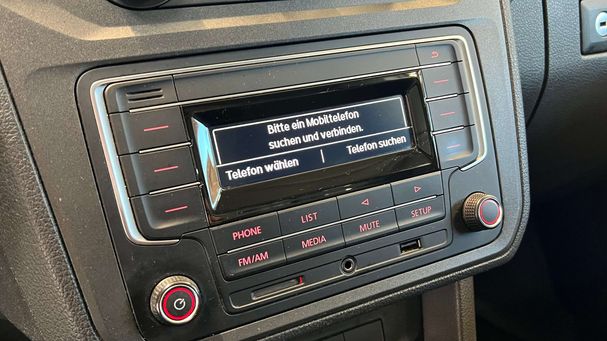 Bitte ein Mobiltelefon
suchen und verbinden.
Telefon wählen | Telefon suchen
PHONE LIST
FM/AM MEDIA MUTE SETUP